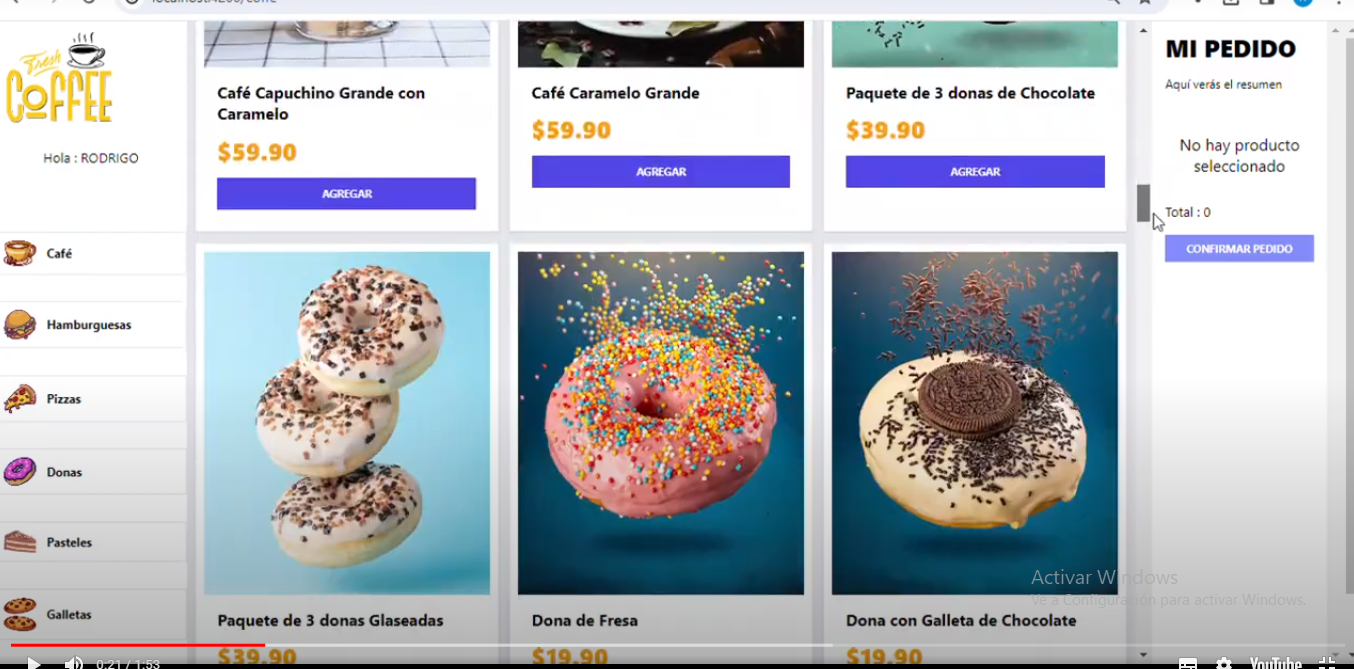 Fresh
COFFEE
Hola : RODRIGO
Café
Hamburguesas
Pizzas
Donas
Pasteles
Galletas
Café Capuchino Grande con
Caramelo
$59.90
AGREGAR
Café Caramelo Grande
$59.90
AGREGAR
Paquete de 3 donas de Chocolate
$39.90
AGREGAR
Paquete de 3 donas Glaseadas
$39.90
Dona de Fresa
$19.90
Dona con Galleta de Chocolate
$19.90
MI PEDIDO
Aquí verás el resumen
No hay producto
seleccionado
Total : 0
CONFIRMAR PEDIDO
Activar Windows
Ve a Configuración para activar Windows.
0:21 / 1:53
YouTube